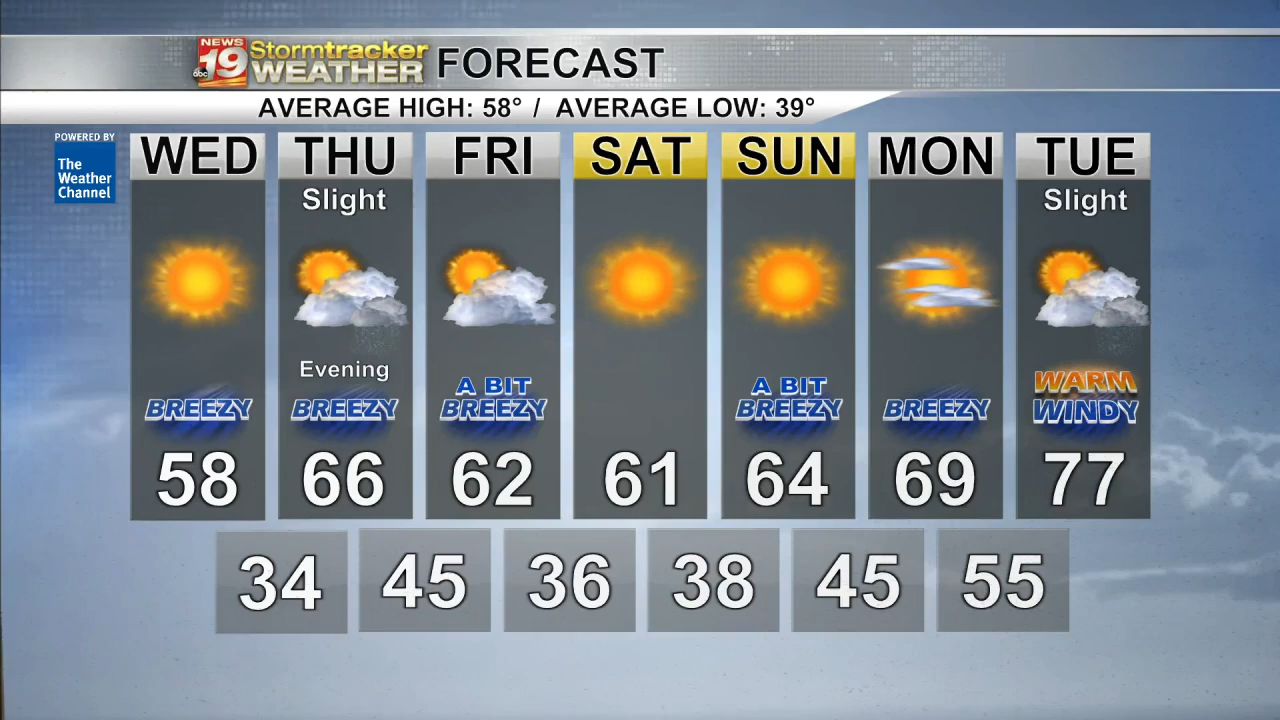 NEWS
abc 19
Stormtracker
WEATHER
FORECAST
AVERAGE HIGH: 58° / AVERAGE LOW: 39°
POWERED BY
The
Weather
Channel
WED THU FRI SAT SUN MON TUE
Slight Slight
Evening
BREEZY BREEZY A BIT BREEZY A BIT BREEZY BREEZY WARM WINDY
58 66 62 61 64 69 77
34 45 36 38 45 55